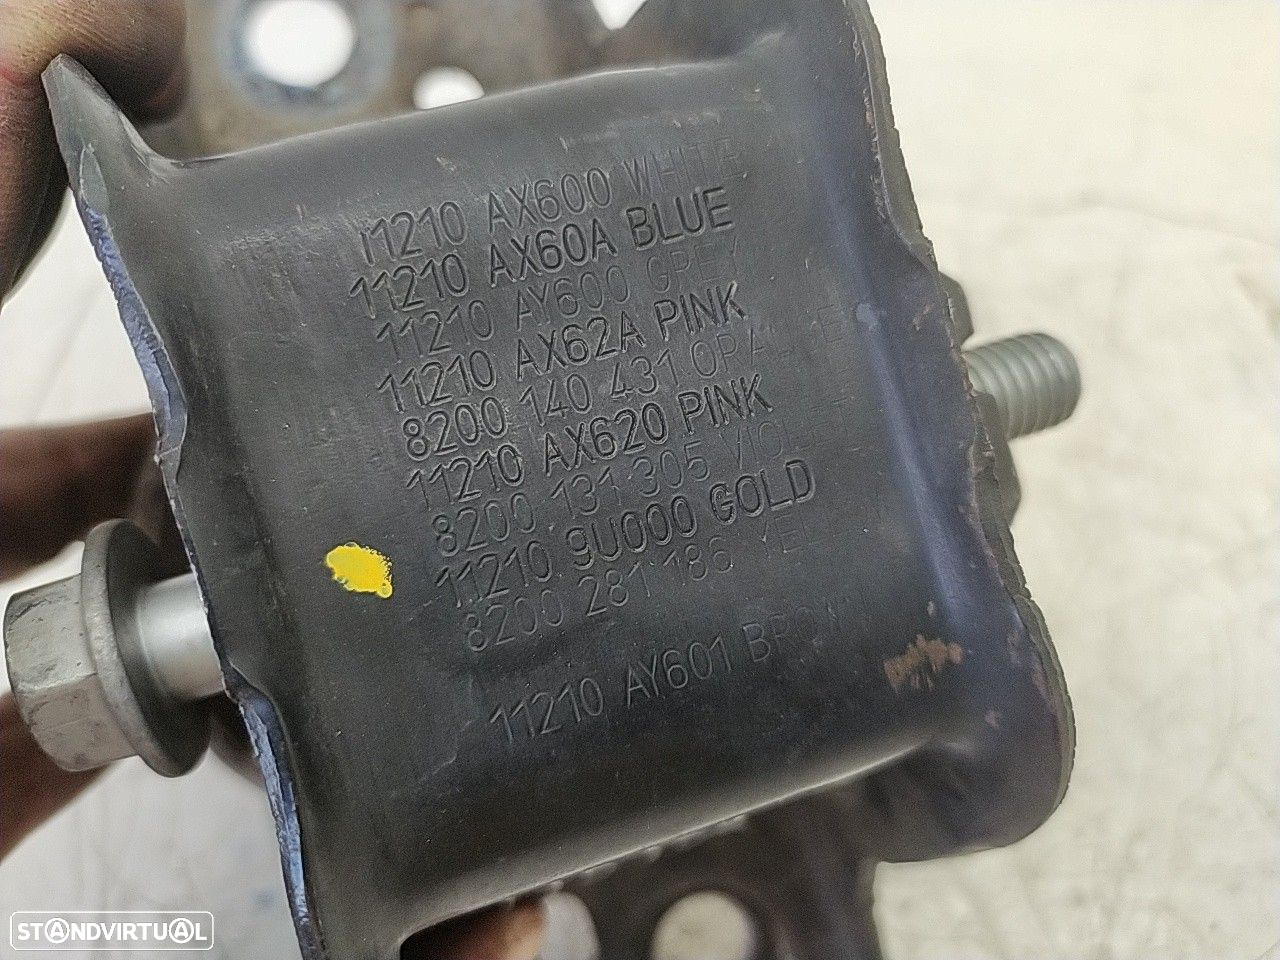 11210 AX600 WHITE
11210 AX60A BLUE
11210 AY600 GREY
11210 AX62A PINK
8200 140 431 OPALINE
11210 AX620 PINK
8200 131 305 VIOLET
11210 9U000 GOLD
8200 281 186 YELLOW
11210 AY601 BROWN
STANDVIRTUAL